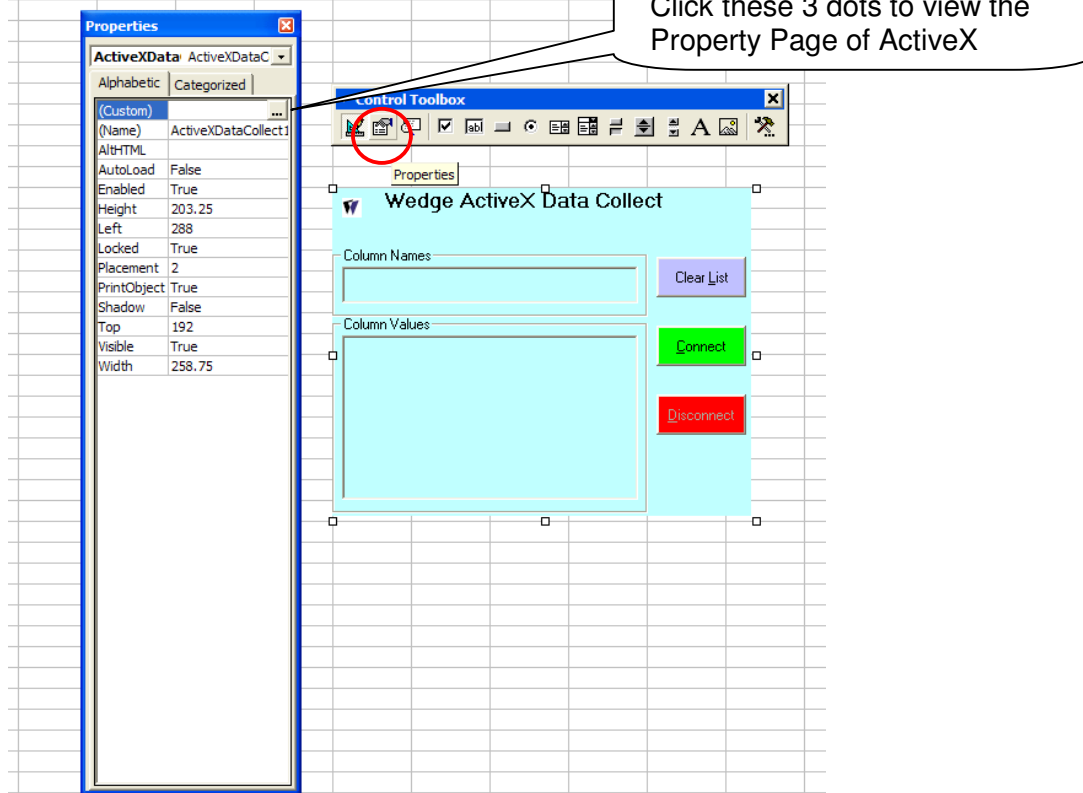 Click these 3 dots to view the
Property Page of ActiveX
Properties
ActiveXData ActiveXDataC
Alphabetic Categorized
(Custom) ...
(Name) ActiveXDataCollect1
AltHTML
AutoLoad False
Enabled True
Height 203.25
Left 288
Locked True
Placement 2
PrintObject True
Shadow False
Top 192
Visible True
Width 258.75
Control Toolbox
ab|
A
Properties
W Wedge ActiveX Data Collect
Column Names
Clear List
Column Values
Connect
Disconnect